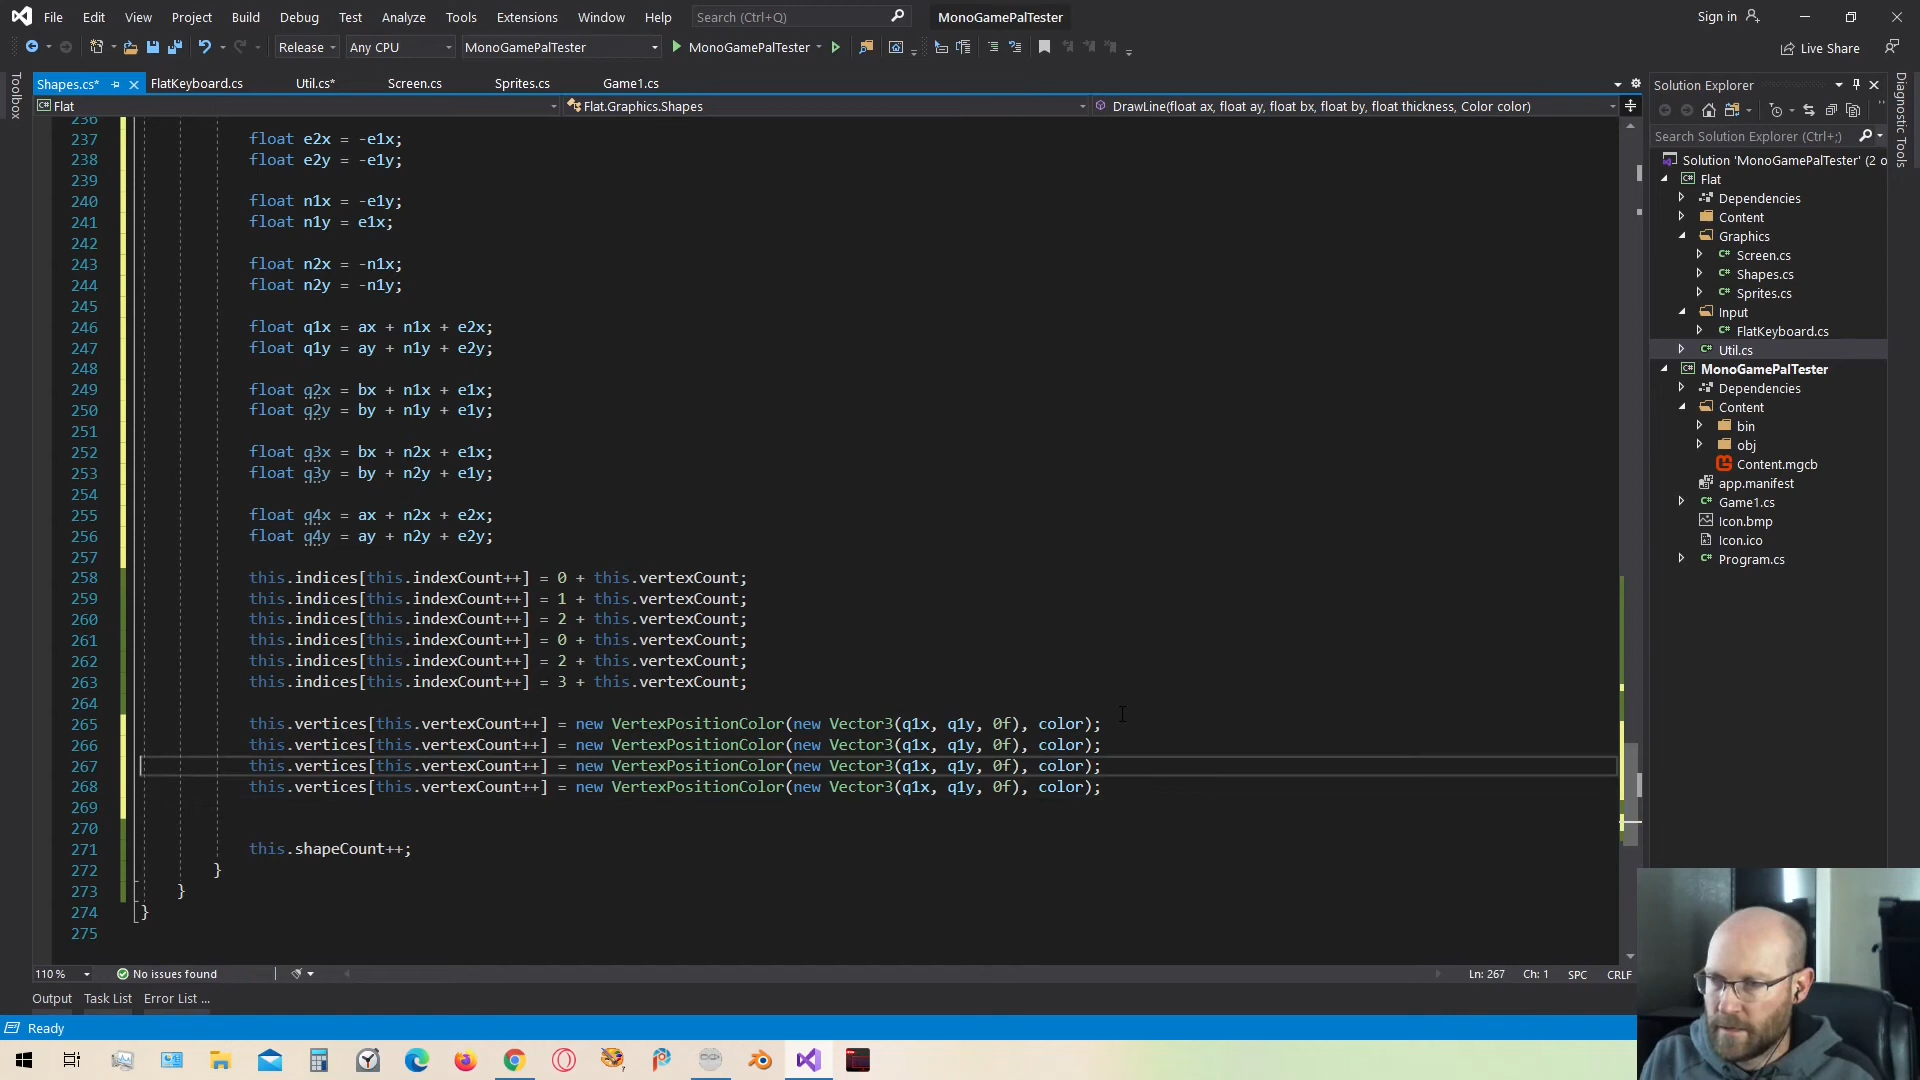 File Edit View Project Build Debug Test Analyze Tools Extensions Window Help Search (Ctrl+Q) MonoGamePalTester Sign in
Release Any CPU MonoGamePalTester MonoGamePalTester Live Share
Toolbox
Shapes.cs* FlatKeyboard.cs Util.cs* Screen.cs Sprites.cs Game1.cs
Flat Flat.Graphics.Shapes DrawLine(float ax, float ay, float bx, float by, float thickness, Color color)
236
237 float e2x = -e1x;
238 float e2y = -e1y;
239
240 float n1x = -e1y;
241 float n1y = e1x;
242
243 float n2x = -n1x;
244 float n2y = -n1y;
245
246 float q1x = ax + n1x + e2x;
247 float q1y = ay + n1y + e2y;
248
249 float q2x = bx + n1x + e1x;
250 float q2y = by + n1y + e1y;
251
252 float q3x = bx + n2x + e1x;
253 float q3y = by + n2y + e1y;
254
255 float q4x = ax + n2x + e2x;
256 float q4y = ay + n2y + e2y;
257
258 this.indices[this.indexCount++] = 0 + this.vertexCount;
259 this.indices[this.indexCount++] = 1 + this.vertexCount;
260 this.indices[this.indexCount++] = 2 + this.vertexCount;
261 this.indices[this.indexCount++] = 0 + this.vertexCount;
262 this.indices[this.indexCount++] = 2 + this.vertexCount;
263 this.indices[this.indexCount++] = 3 + this.vertexCount;
264
265 this.vertices[this.vertexCount++] = new VertexPositionColor(new Vector3(q1x, q1y, 0f), color);
266 this.vertices[this.vertexCount++] = new VertexPositionColor(new Vector3(q1x, q1y, 0f), color);
267 this.vertices[this.vertexCount++] = new VertexPositionColor(new Vector3(q1x, q1y, 0f), color);
268 this.vertices[this.vertexCount++] = new VertexPositionColor(new Vector3(q1x, q1y, 0f), color);
269
270
271 this.shapeCount++;
272 }
273 }
274 }
275
110 % No issues found Ln: 267 Ch: 1 SPC CRLF
Output Task List Error List ...
Ready
Solution Explorer
Search Solution Explorer (Ctrl+;)
Solution 'MonoGamePalTester' (2 o
C# Flat
Dependencies
Content
Graphics
C# Screen.cs
C# Shapes.cs
C# Sprites.cs
Input
C# FlatKeyboard.cs
C# Util.cs
C# MonoGamePalTester
Dependencies
Content
bin
obj
Content.mgcb
app.manifest
C# Game1.cs
Icon.bmp
Icon.ico
C# Program.cs
Diagnostic Tools